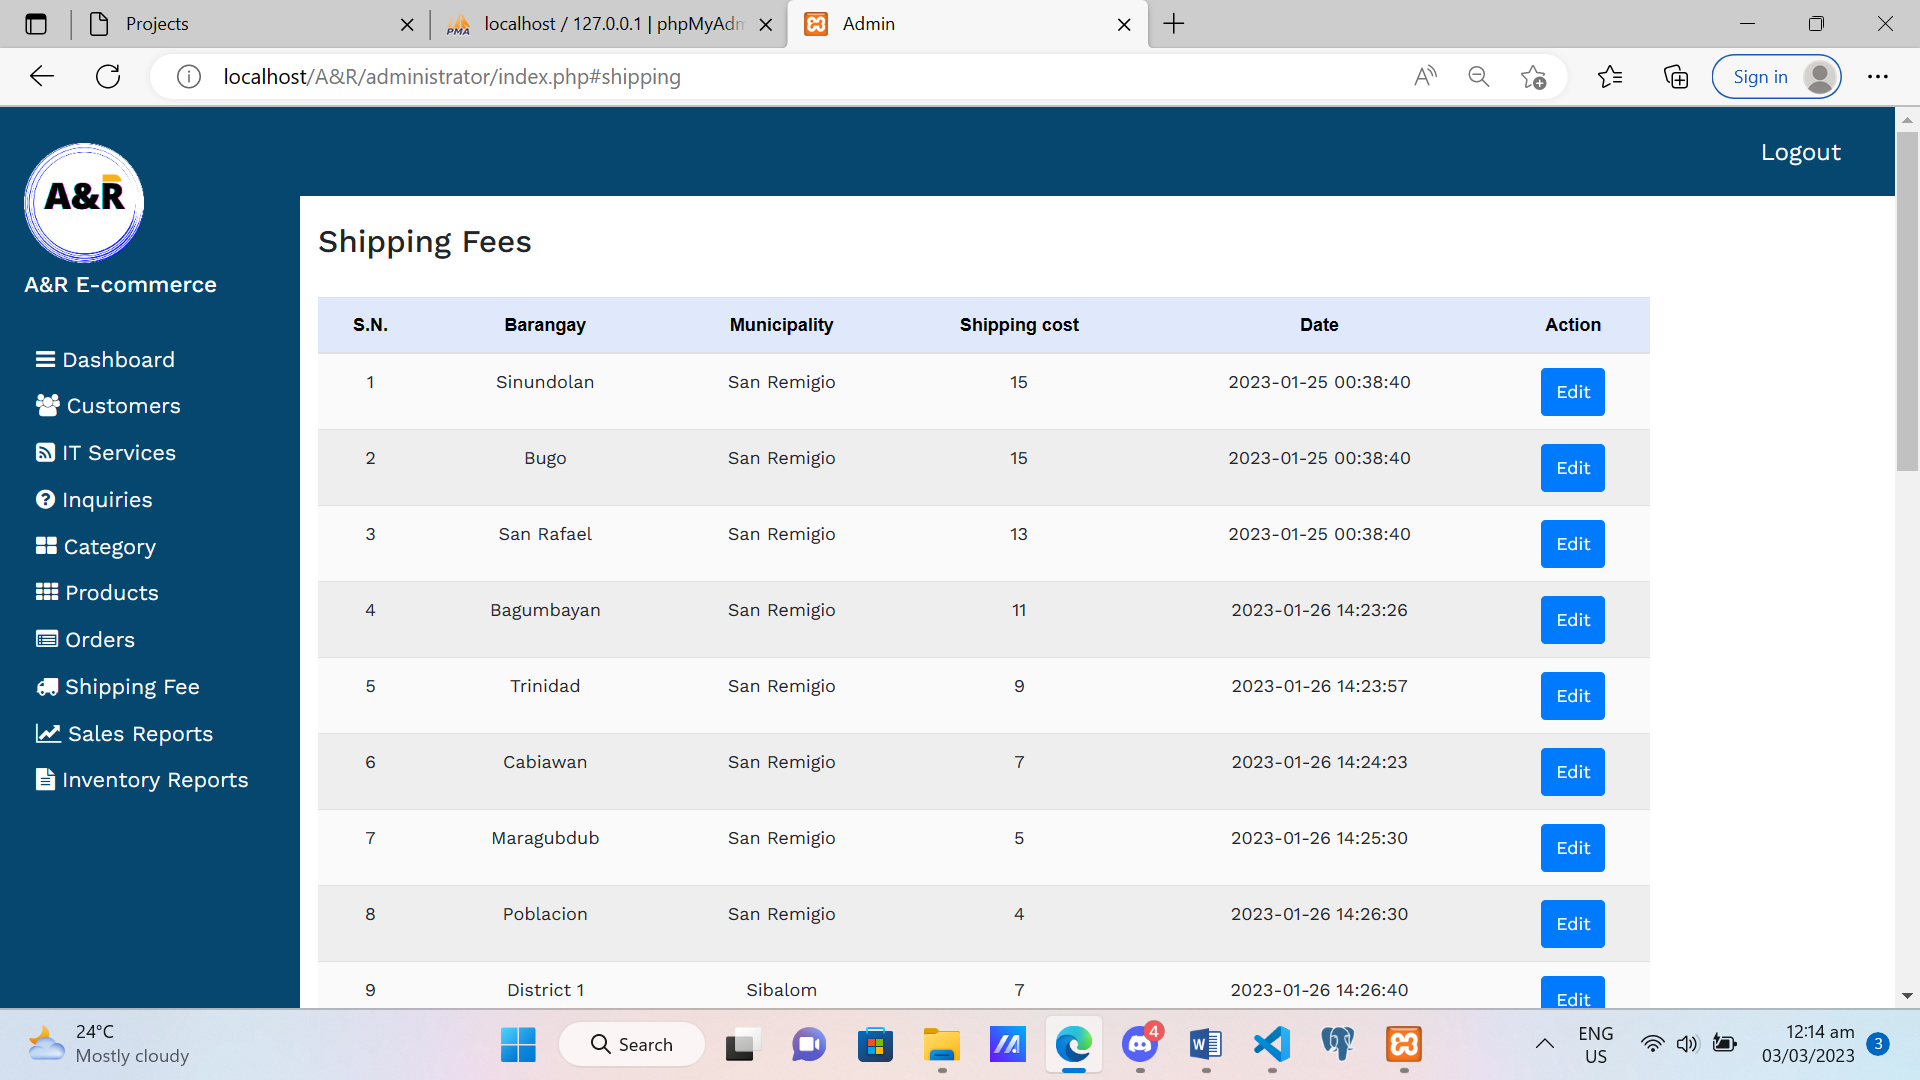 Projects
localhost / 127.0.0.1 | phpMyAdm
Admin
localhost/A&R/administrator/index.php#shipping
Sign in
A&R
A&R E-commerce
Logout
Dashboard
Customers
IT Services
Inquiries
Category
Products
Orders
Shipping Fee
Sales Reports
Inventory Reports
Shipping Fees
S.N. Barangay Municipality Shipping cost Date Action
1 Sinundolan San Remigio 15 2023-01-25 00:38:40 Edit
2 Bugo San Remigio 15 2023-01-25 00:38:40 Edit
3 San Rafael San Remigio 13 2023-01-25 00:38:40 Edit
4 Bagumbayan San Remigio 11 2023-01-26 14:23:26 Edit
5 Trinidad San Remigio 9 2023-01-26 14:23:57 Edit
6 Cabiawan San Remigio 7 2023-01-26 14:24:23 Edit
7 Maragubdub San Remigio 5 2023-01-26 14:25:30 Edit
8 Poblacion San Remigio 4 2023-01-26 14:26:30 Edit
9 District 1 Sibalom 7 2023-01-26 14:26:40 Edit
24°C
Mostly cloudy
Search
4
ENG
US
12:14 am
03/03/2023
3